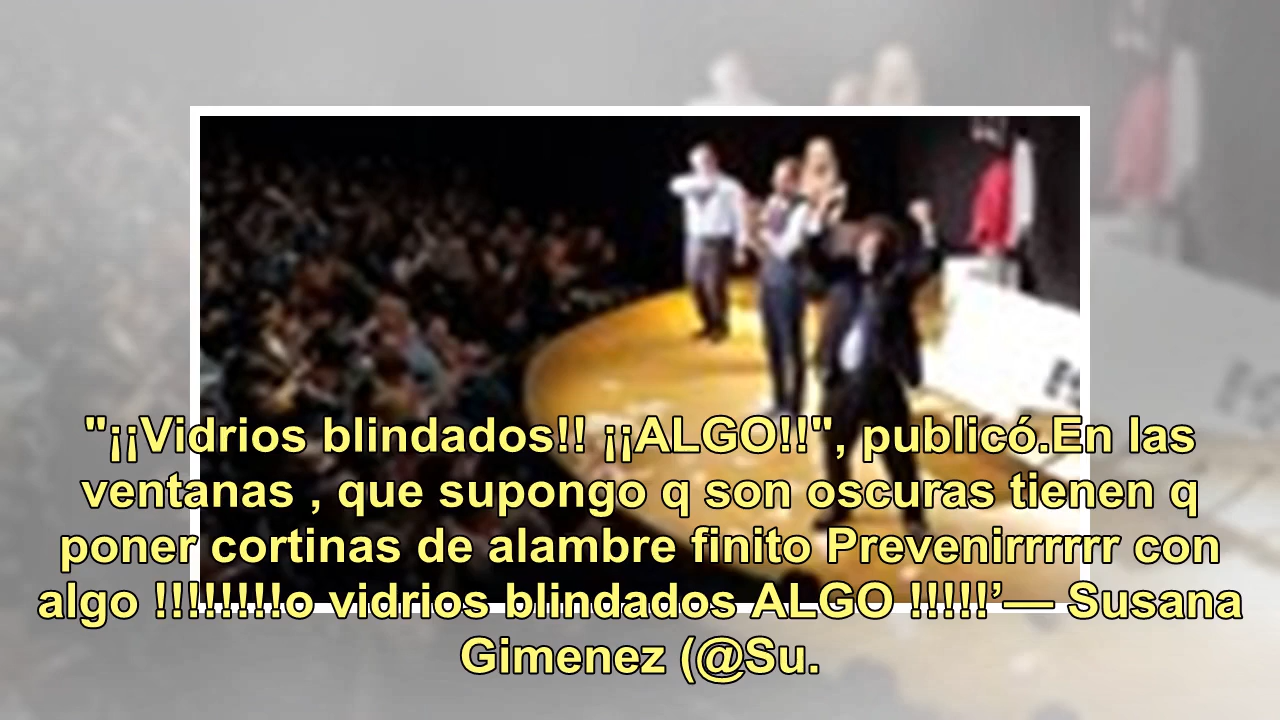 "¡¡Vidrios blindados!! ¡¡ALGO!!", publicó.En las
ventanas , que supongo q son oscuras tienen q
poner cortinas de alambre finito Prevenirrrrrr con
algo !!!!!!!!!o vidrios blindados ALGO !!!!!’— Susana
Gimenez (@Su.